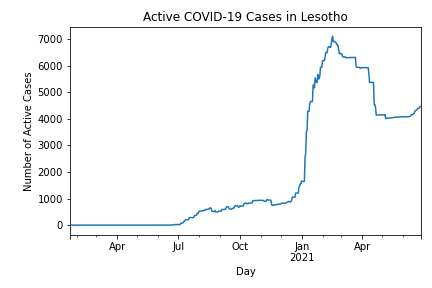 Active COVID-19 Cases in Lesotho
Number of Active Cases
7000
6000
5000
4000
3000
2000
1000
0
Apr Jul Oct Jan Apr
2021
Day